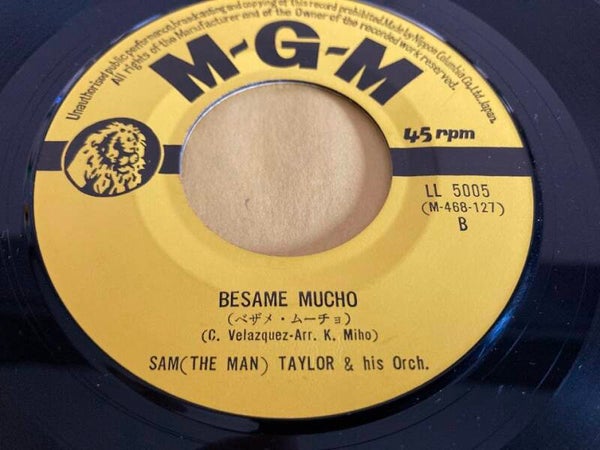 Unauthorised public performance, broadcasting and copying of this record prohibited. Made by Nippon Columbia Co., Ltd. Japan.
All rights of the Manufacturer and of the Owner of the recorded work reserved.
M-G-M
45 rpm
LL 5005
(M-468-127)
B
BESAME MUCHO
(ベザメ・ムーチョ)
(C. Velazquez-Arr. K. Miho)
SAM(THE MAN) TAYLOR & his Orch.